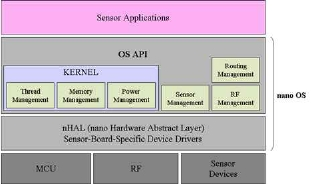 Sensor Applications
OS API
KERNEL
Thread
Management
Memory
Management
Power
Management
Sensor
Management
Routing
Management
RF
Management
nano OS
nHAL (nano Hardware Abstract Layer)
Sensor-Board-Specific Device Drivers
MCU
RF
Sensor
Devices